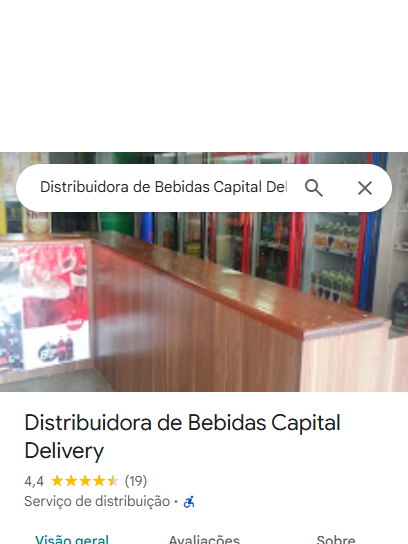 Distribuidora de Bebidas Capital Del
Distribuidora de Bebidas Capital
Delivery
4,4 (19)
Serviço de distribuição ·
Visão geral Avaliações Sobre